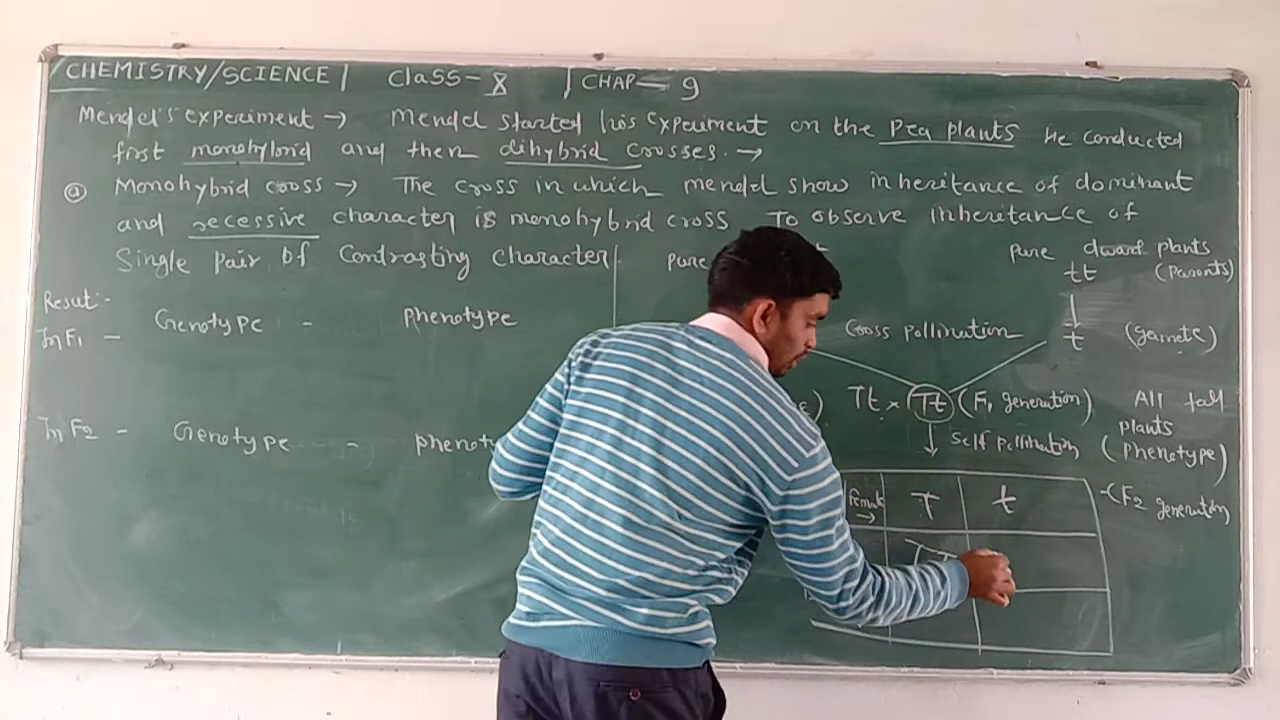 CHEMISTRY/SCIENCE | Class - X | CHAP - 9
Mendel's experiment → Mendel started his experiment on the Pea plants He conducted
first monohybrid and then dihybrid crosses. →
(a) Monohybrid cross → The cross in which mendel show inheritance of dominant
and recessive character is monohybrid cross To observe inheritance of
Single pair of Contrasting character
pure
Pure dwarf plants
tt (Parents)
Result:-
In F1 - Genotype - phenotype
Cross pollination
t (gamete)
Tt × Tt (F1 generation)
All tall
plants
(Phenotype)
Self pollination
In F2 - Genotype - phenoty
Female → T t
-(F2 generation)